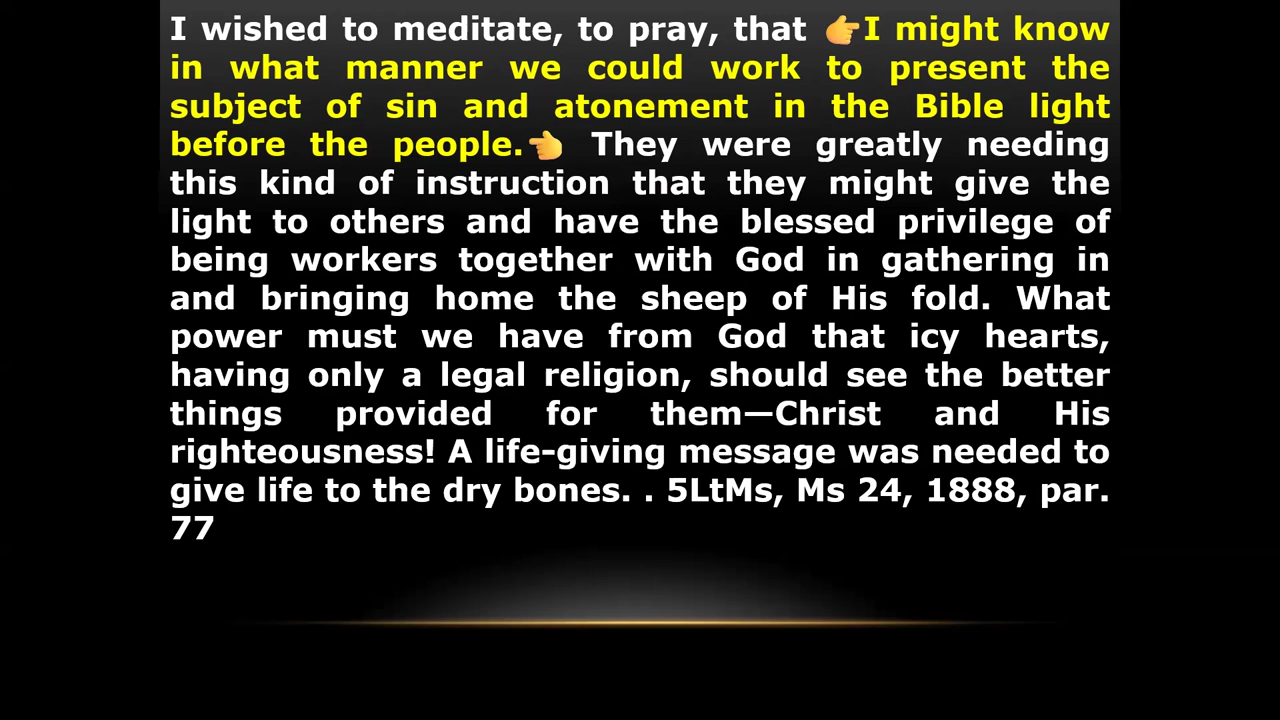 I wished to meditate, to pray, that 👉I might know
in what manner we could work to present the
subject of sin and atonement in the Bible light
before the people.👈 They were greatly needing
this kind of instruction that they might give the
light to others and have the blessed privilege of
being workers together with God in gathering in
and bringing home the sheep of His fold. What
power must we have from God that icy hearts,
having only a legal religion, should see the better
things provided for them—Christ and His
righteousness! A life-giving message was needed to
give life to the dry bones. . 5LtMs, Ms 24, 1888, par.
77